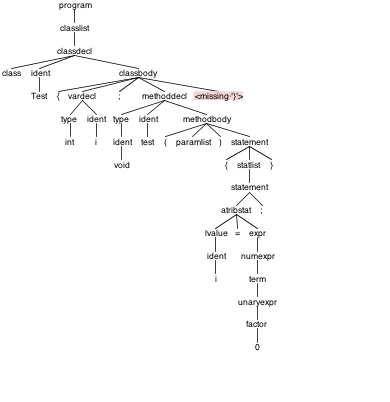 program
classlist
classdecl
class ident classbody
Test { vardecl ; methoddecl <missing '}'>
type ident type ident methodbody
int i ident test ( paramlist ) statement
void { statlist }
statement
atribstat ;
lvalue = expr
ident numexpr
i term
unaryexpr
factor
0